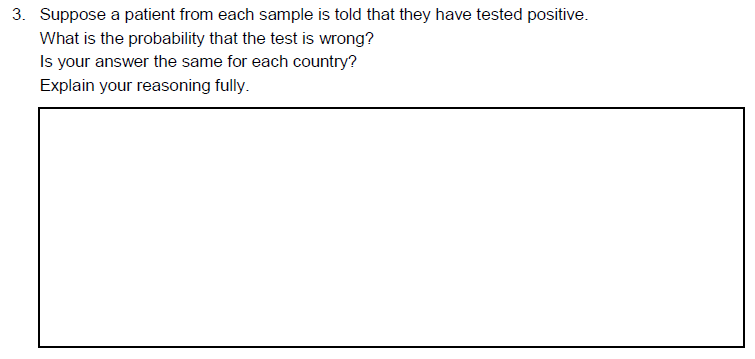 3. Suppose a patient from each sample is told that they have tested positive.
What is the probability that the test is wrong?
Is your answer the same for each country?
Explain your reasoning fully.